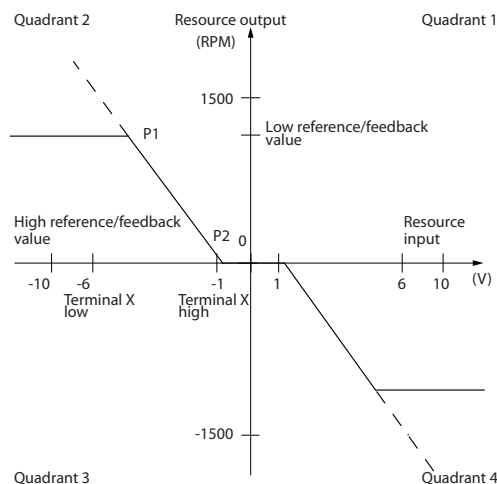 Quadrant 2
Resource output
(RPM)
Quadrant 1
1500
P1
Low reference/feedback
value
High reference/feedback
value
P2
0
Resource
input
-10
-6
-1
1
6
10
(V)
Terminal X
low
Terminal X
high
-1500
Quadrant 3
Quadrant 4